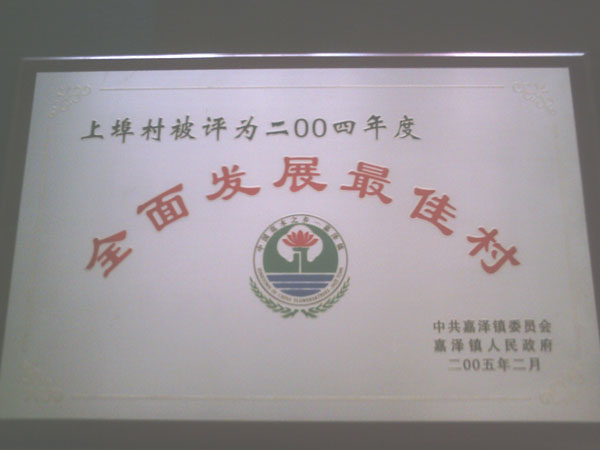 上埠村被评为二00四年度
全面发展最佳村
中共嘉泽镇委员会
嘉泽镇人民政府
二00五年二月